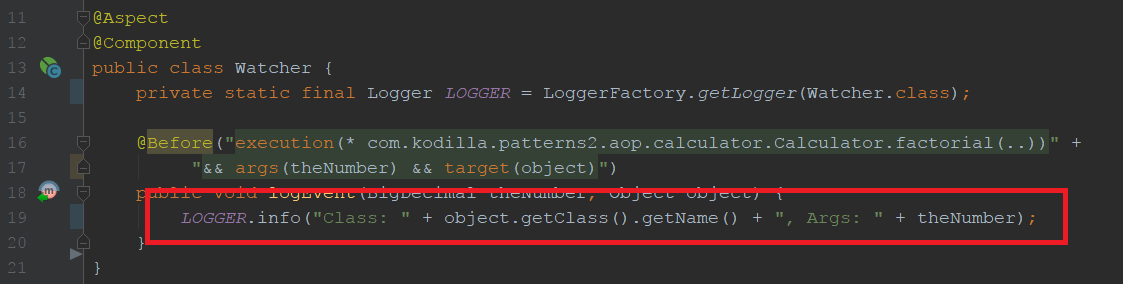 11 @Aspect
12 @Component
13 public class Watcher {
14 private static final Logger LOGGER = LoggerFactory.getLogger(Watcher.class);
15
16 @Before("execution(* com.kodilla.patterns2.aop.calculator.Calculator.factorial(..))" +
17 "&& args(theNumber) && target(object)")
18 public void logEvent(BigDecimal theNumber, Object object) {
19 LOGGER.info("Class: " + object.getClass().getName() + ", Args: " + theNumber);
20 }
21 }